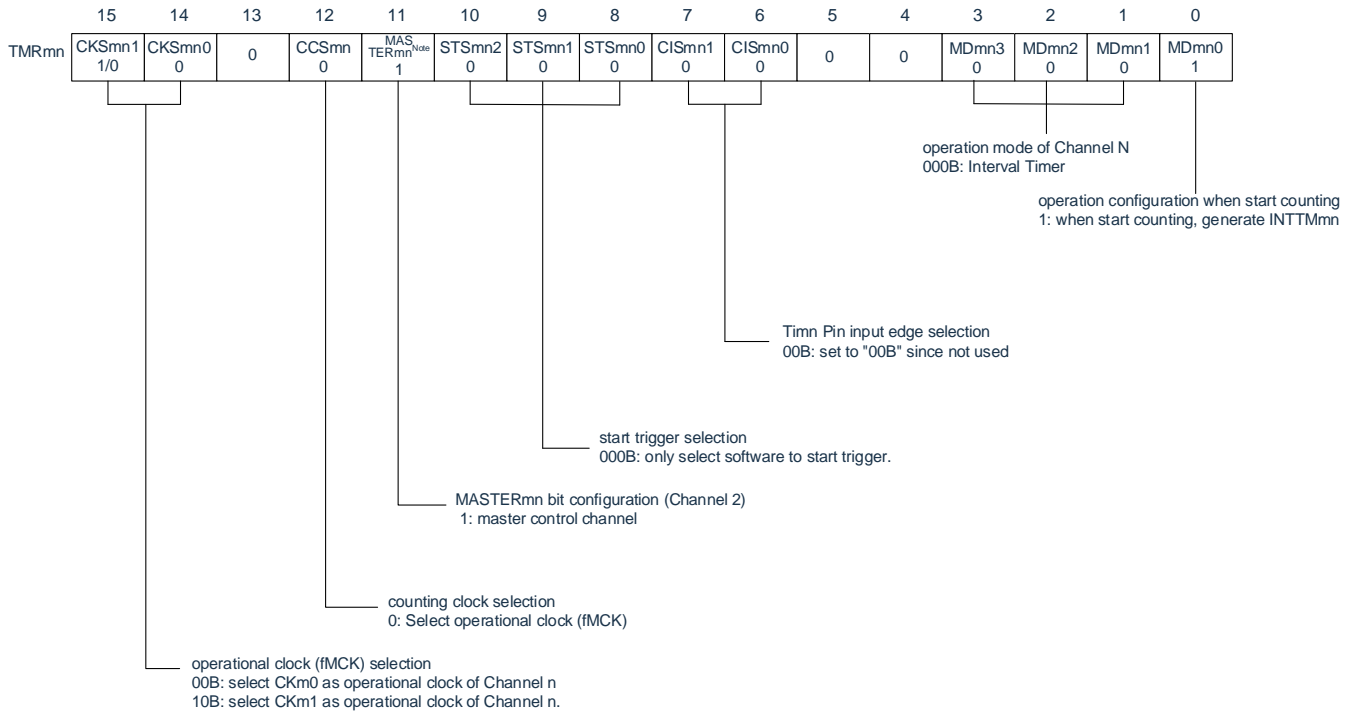 15 14 13 12 11 10 9 8 7 6 5 4 3 2 1 0
TMRmn
CKSmn1 CKSmn0 0 CCSmn MAS TERmnNote STSmn2 STSmn1 STSmn0 CISmn1 CISmn0 0 0 MDmn3 MDmn2 MDmn1 MDmn0
1/0 0 0 1 0 0 0 0 0 0 0 0 1
operation mode of Channel N
000B: Interval Timer
operation configuration when start counting
1: when start counting, generate INTTMmn
Timn Pin input edge selection
00B: set to "00B" since not used
start trigger selection
000B: only select software to start trigger.
MASTERmn bit configuration (Channel 2)
1: master control channel
counting clock selection
0: Select operational clock (fMCK)
operational clock (fMCK) selection
00B: select CKm0 as operational clock of Channel n
10B: select CKm1 as operational clock of Channel n.